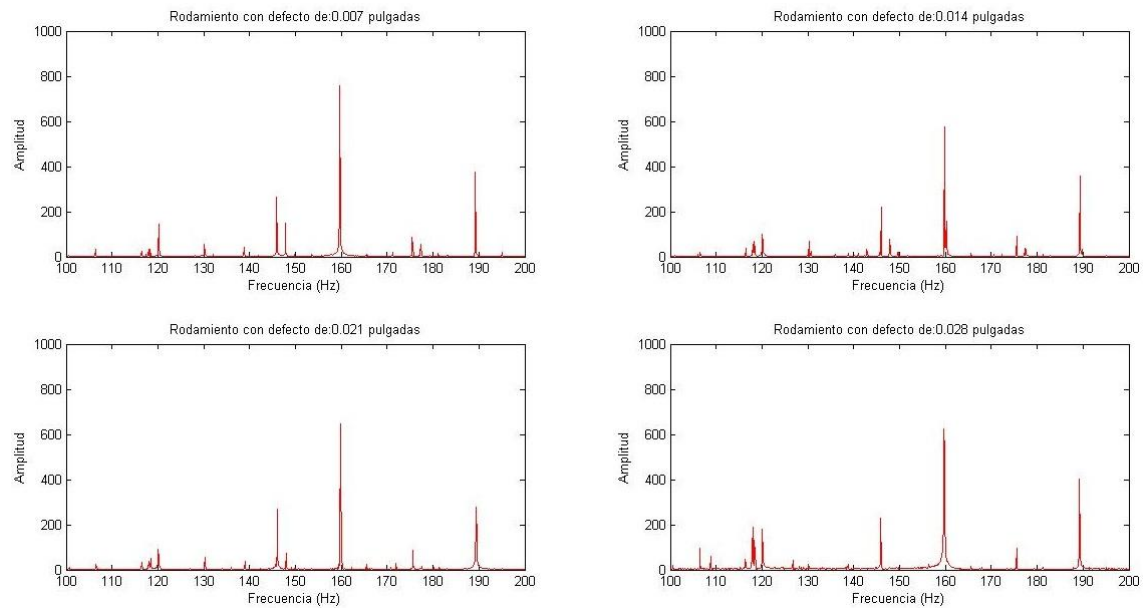 Rodamiento con defecto de:0.007 pulgadas
1000
800
600
400
200
0
Amplitud
100 110 120 130 140 150 160 170 180 190 200
Frecuencia (Hz)
Rodamiento con defecto de:0.014 pulgadas
1000
800
600
400
200
0
Amplitud
100 110 120 130 140 150 160 170 180 190 200
Frecuencia (Hz)
Rodamiento con defecto de:0.021 pulgadas
1000
800
600
400
200
0
Amplitud
100 110 120 130 140 150 160 170 180 190 200
Frecuencia (Hz)
Rodamiento con defecto de:0.028 pulgadas
1000
800
600
400
200
0
Amplitud
100 110 120 130 140 150 160 170 180 190 200
Frecuencia (Hz)